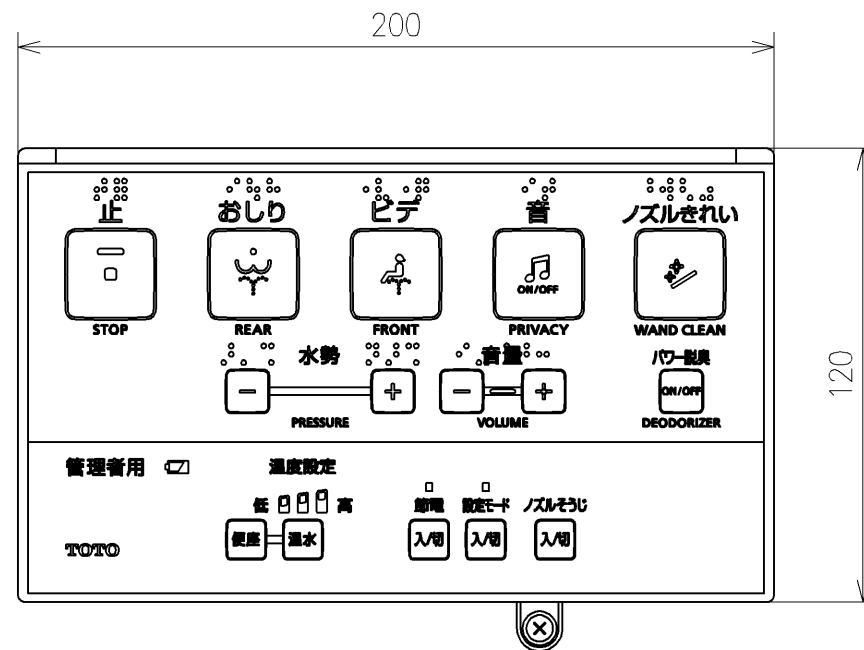 200
止 おしり ビデ 音 ノズルきれい
ON/OFF
STOP REAR FRONT PRIVACY WAND CLEAN
水勢 音量 パワー脱臭
− + − + ON/OFF
PRESSURE VOLUME DEODORIZER
120
管理者用 温度設定
低 高 節電 設定モード ノズルそうじ
便座 温水 入/切 入/切 入/切
TOTO